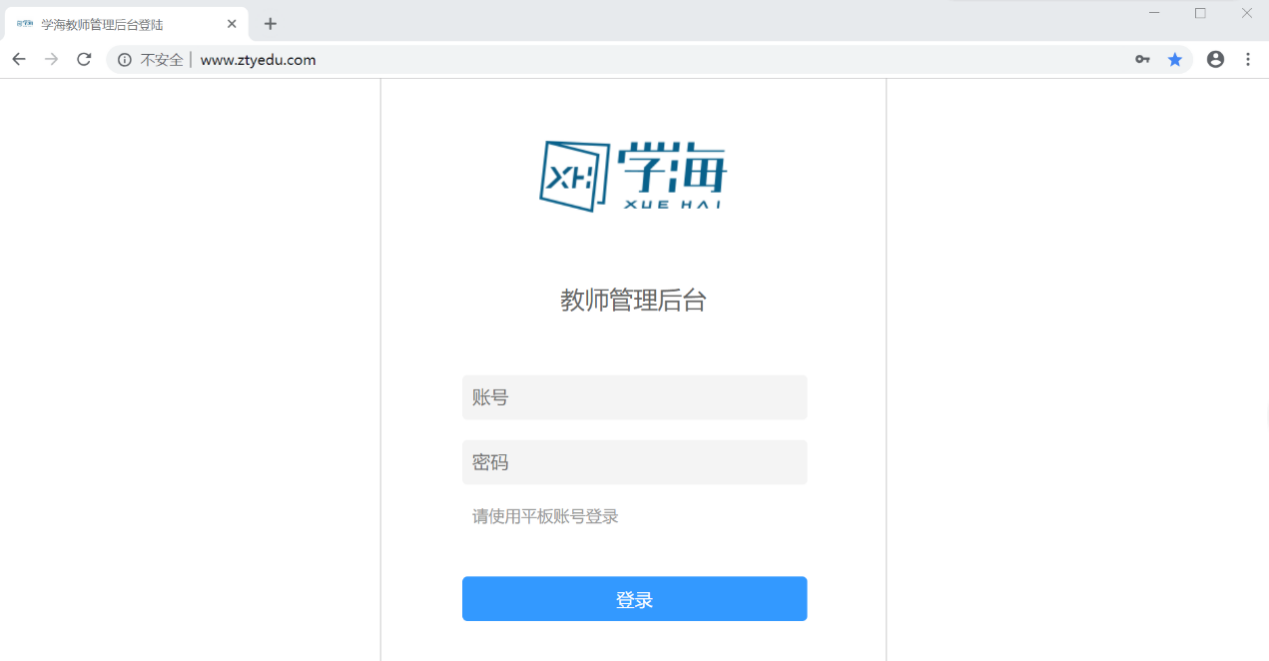 学海教师管理后台登陆
不安全 | www.ztyedu.com
XH 学海
XUE HAI
教师管理后台
账号
密码
请使用平板账号登录
登录